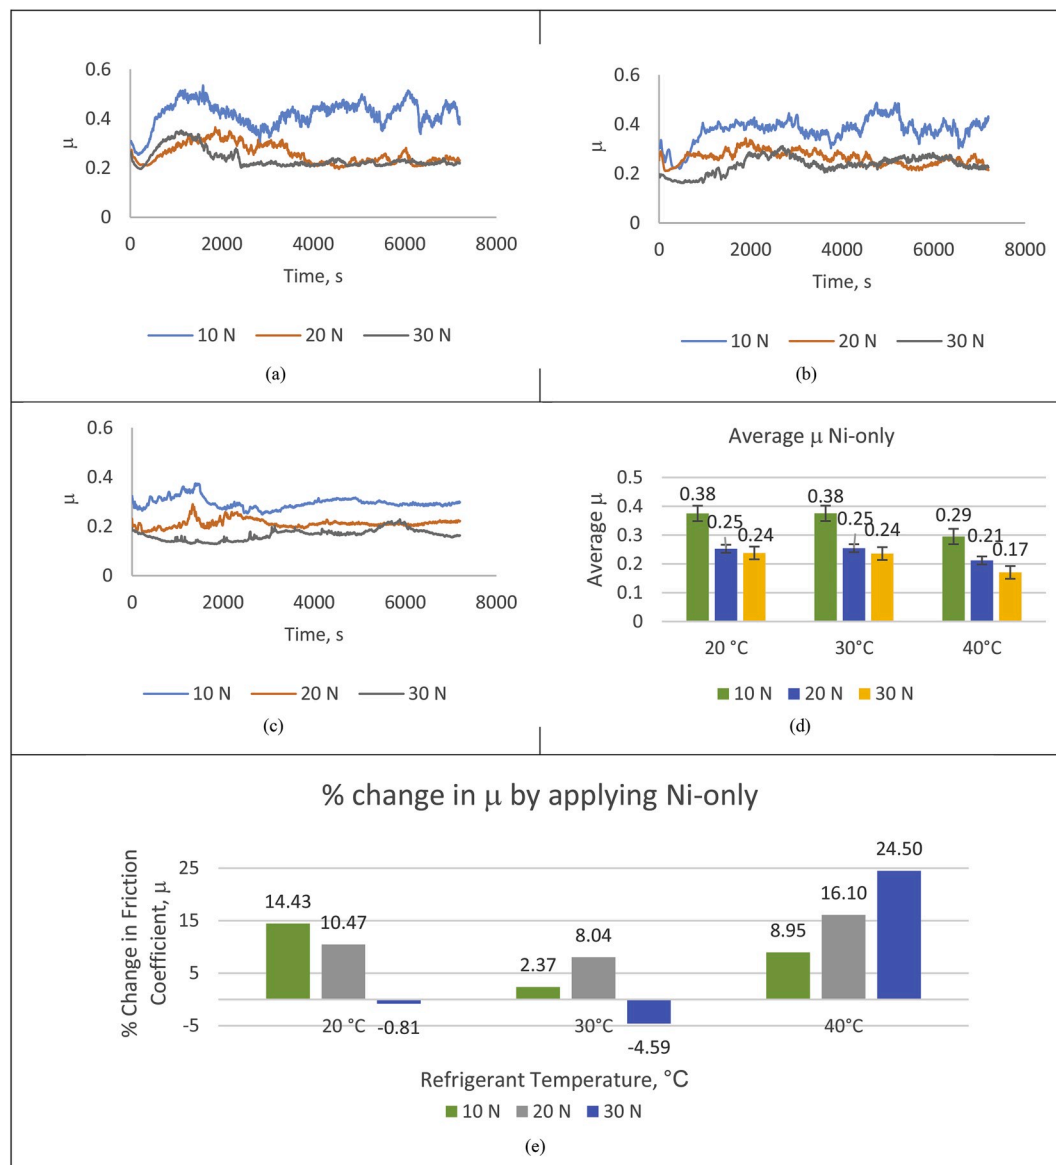 0.6
0.4
μ
0.2
0
0 2000 4000 6000 8000
Time, s
10 N 20 N 30 N
(a)
0.6
0.4
μ
0.2
0
0 2000 4000 6000 8000
Time, s
10 N 20 N 30 N
(b)
0.6
0.4
μ
0.2
0
0 2000 4000 6000 8000
Time, s
10 N 20 N 30 N
(c)
Average μ Ni-only
Average μ
0.5
0.4
0.3
0.2
0.1
0
0.38 0.25 0.24
0.38 0.25 0.24
0.29 0.21 0.17
20 °C 30°C 40°C
10 N 20 N 30 N
(d)
% change in μ by applying Ni-only
% Change in Friction
Coefficient, μ
25
15
5
-5
14.43 10.47 -0.81
2.37 8.04 -4.59
8.95 16.10 24.50
20 °C 30°C 40°C
Refrigerant Temperature, °C
10 N 20 N 30 N
(e)